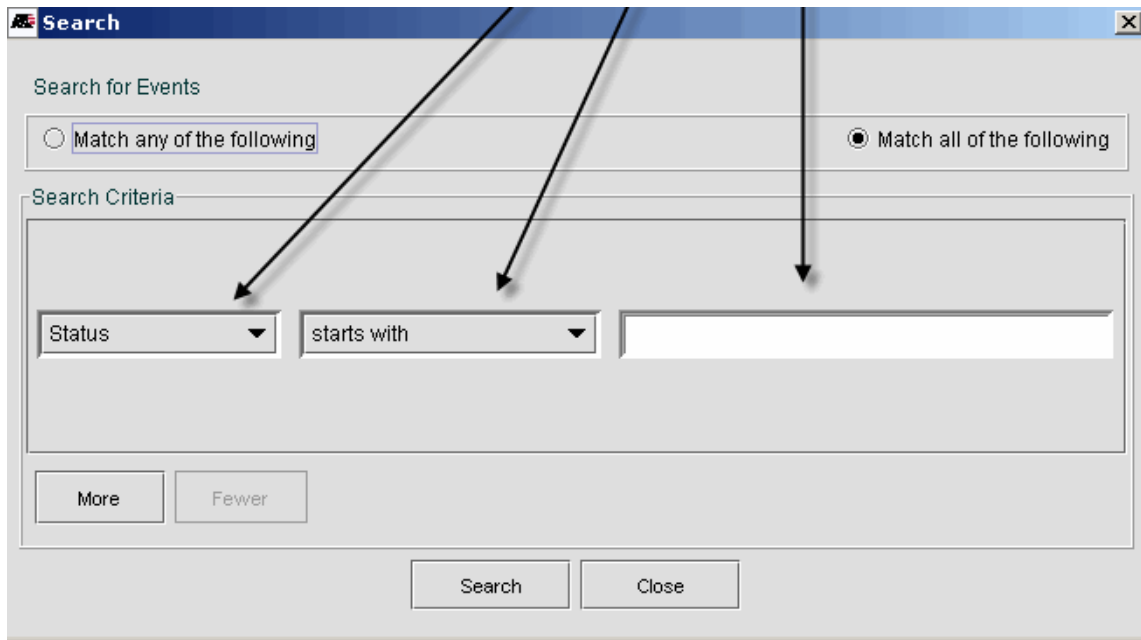 Search
Search for Events
Match any of the following
Match all of the following
Search Criteria
Status
starts with
More
Fewer
Search
Close